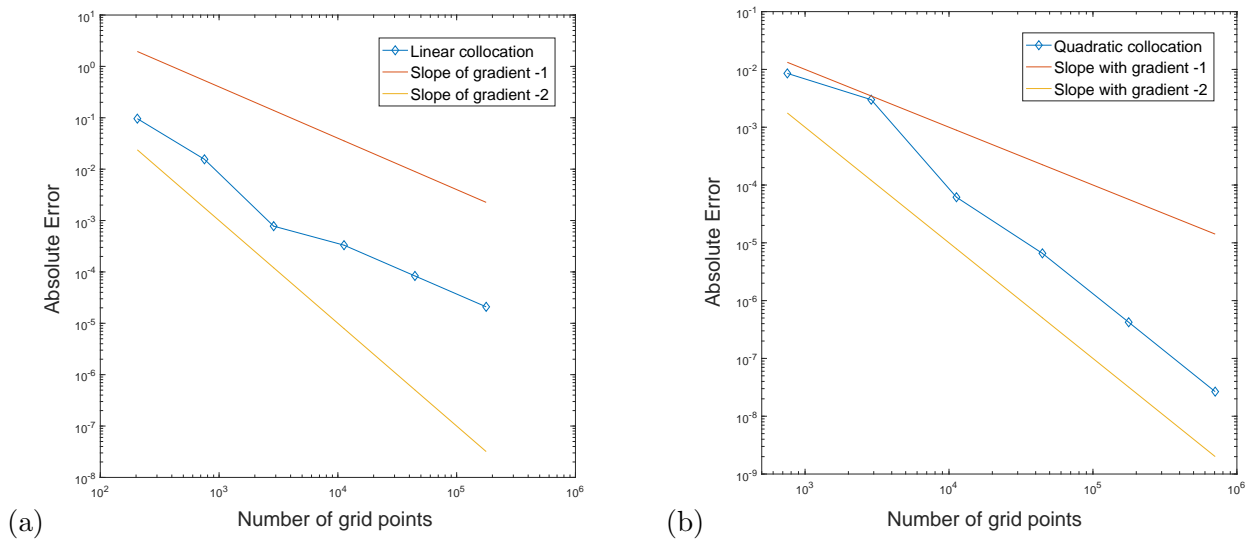 10^1
10^0
10^-1
10^-2
10^-3
10^-4
10^-5
10^-6
10^-7
10^-8
Absolute Error
Linear collocation
Slope of gradient -1
Slope of gradient -2
10^2
10^3
10^4
10^5
10^6
Number of grid points
(a)
10^-1
10^-2
10^-3
10^-4
10^-5
10^-6
10^-7
10^-8
10^-9
Absolute Error
Quadratic collocation
Slope with gradient -1
Slope with gradient -2
10^3
10^4
10^5
10^6
Number of grid points
(b)